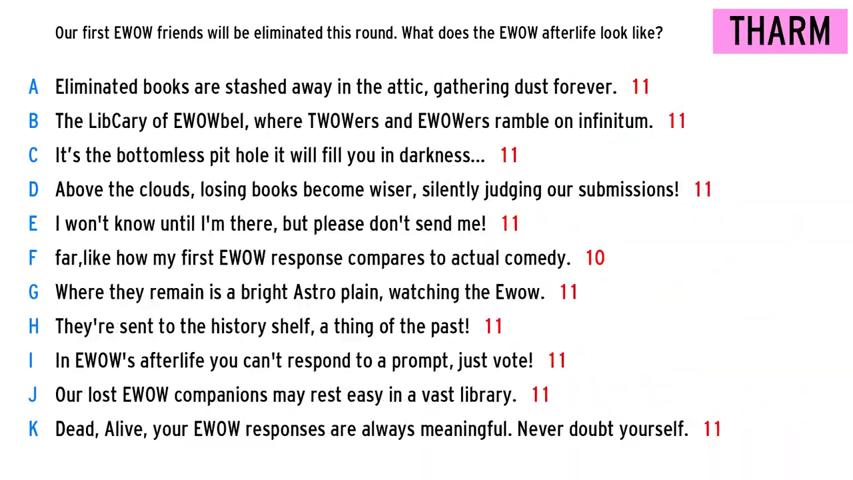 Our first EWOW friends will be eliminated this round. What does the EWOW afterlife look like?
THARM
A Eliminated books are stashed away in the attic, gathering dust forever. 11
B The LibCary of EWOWbel, where TWOWers and EWOWers ramble on infinitum. 11
C It's the bottomless pit hole it will fill you in darkness... 11
D Above the clouds, losing books become wiser, silently judging our submissions! 11
E I won't know until I'm there, but please don't send me! 11
F far,like how my first EWOW response compares to actual comedy. 10
G Where they remain is a bright Astro plain, watching the Ewow. 11
H They're sent to the history shelf, a thing of the past! 11
I In EWOW's afterlife you can't respond to a prompt, just vote! 11
J Our lost EWOW companions may rest easy in a vast library. 11
K Dead, Alive, your EWOW responses are always meaningful. Never doubt yourself. 11